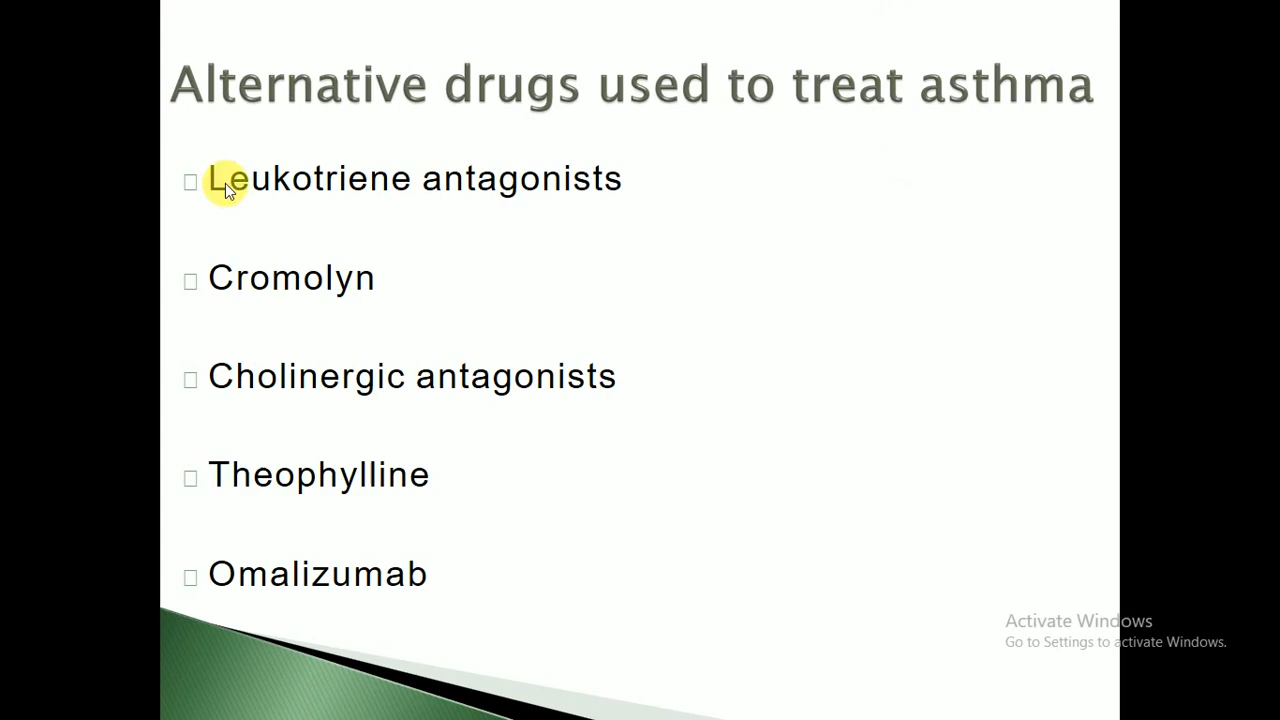 Alternative drugs used to treat asthma
Leukotriene antagonists
Cromolyn
Cholinergic antagonists
Theophylline
Omalizumab
Activate Windows
Go to Settings to activate Windows.